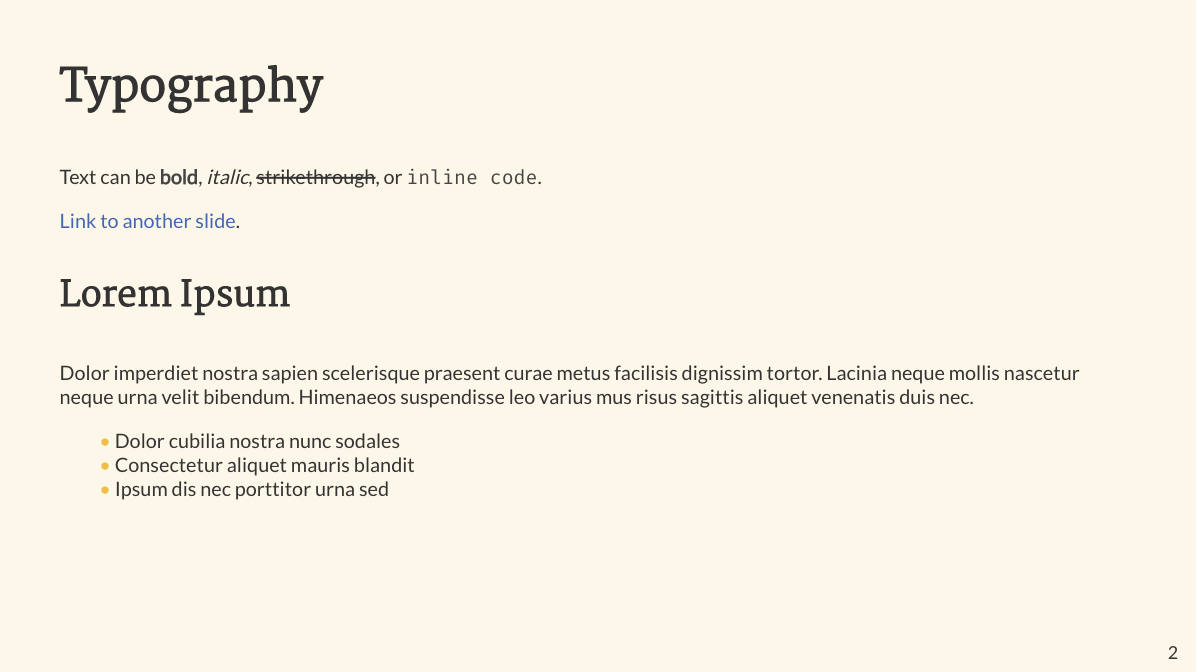 Typography
Text can be bold, italic, strikethrough, or inline code.
Link to another slide.
Lorem Ipsum
Dolor imperdiet nostra sapien scelerisque praesent curae metus facilisis dignissim tortor. Lacinia neque mollis nascetur
neque urna velit bibendum. Himenaeos suspendisse leo varius mus risus sagittis aliquet venenatis duis nec.
• Dolor cubilia nostra nunc sodales
• Consectetur aliquet mauris blandit
• Ipsum dis nec porttitor urna sed
2